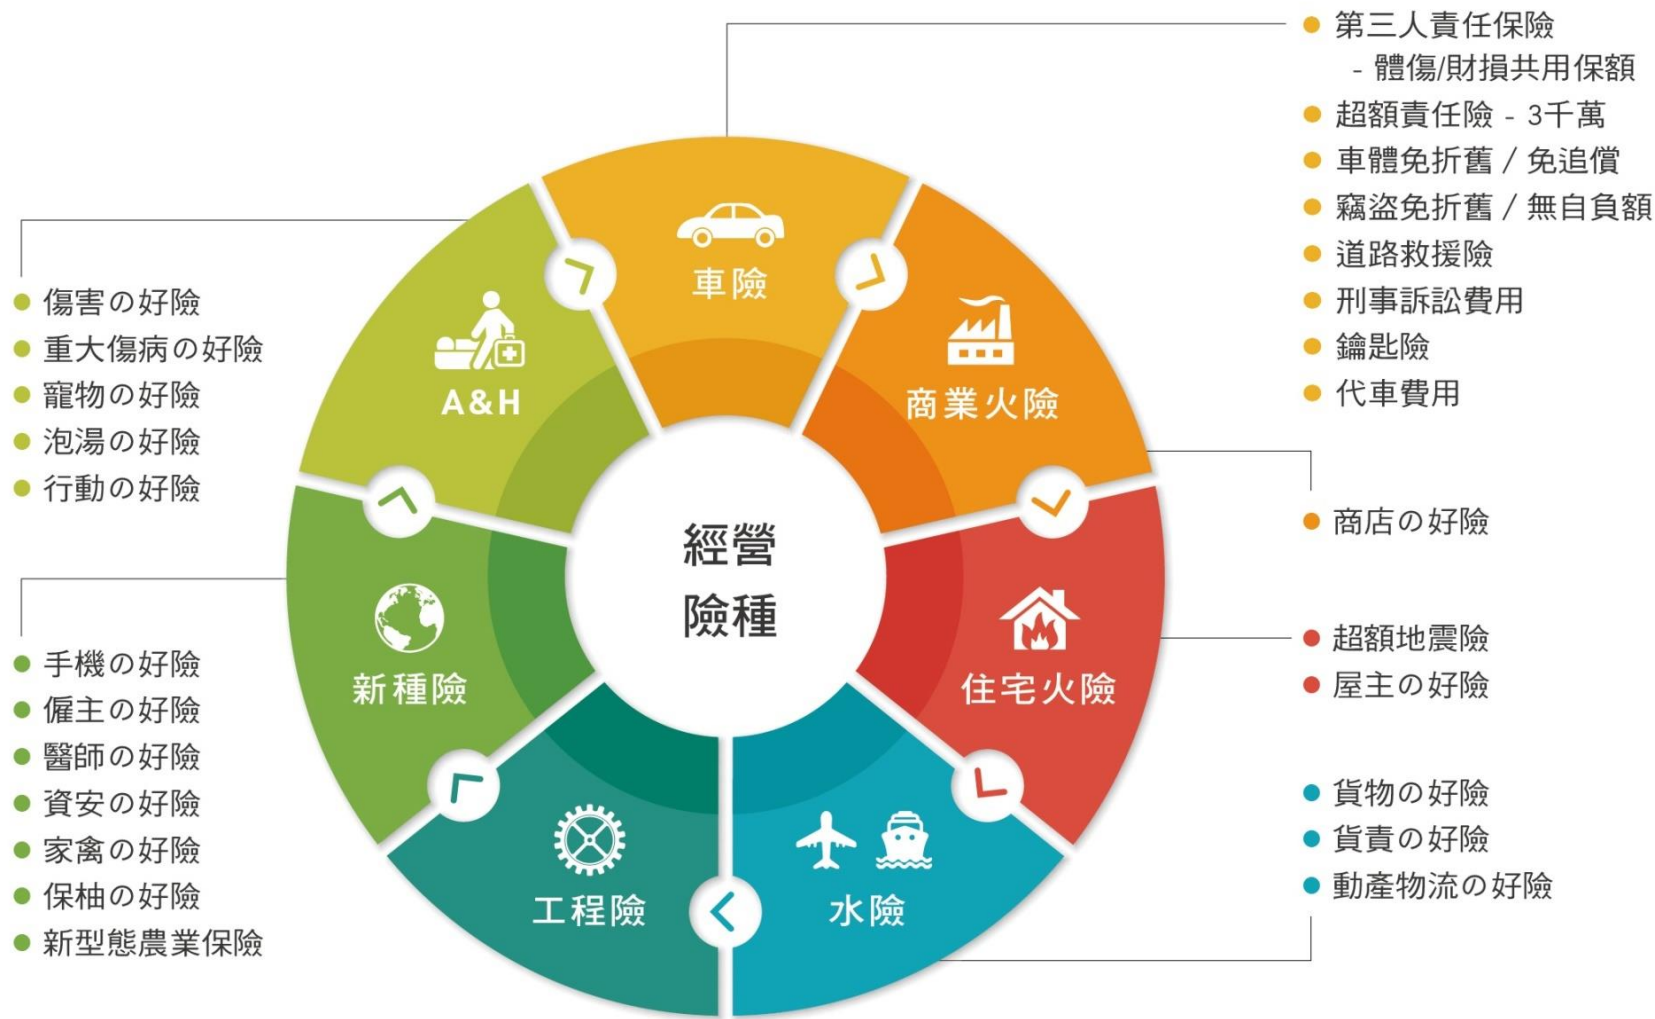 經營
險種
車險
第三人責任保險
- 體傷/財損共用保額
超額責任險 - 3千萬
車體免折舊 / 免追償
竊盜免折舊 / 無自負額
道路救援險
刑事訴訟費用
鑰匙險
代車費用
商業火險
商店の好險
住宅火險
超額地震險
屋主の好險
水險
貨物の好險
貨責の好險
動產物流の好險
工程險
新種險
手機の好險
僱主の好險
醫師の好險
資安の好險
家禽の好險
保柚の好險
新型態農業保險
A&H
傷害の好險
重大傷病の好險
寵物の好險
泡湯の好險
行動の好險